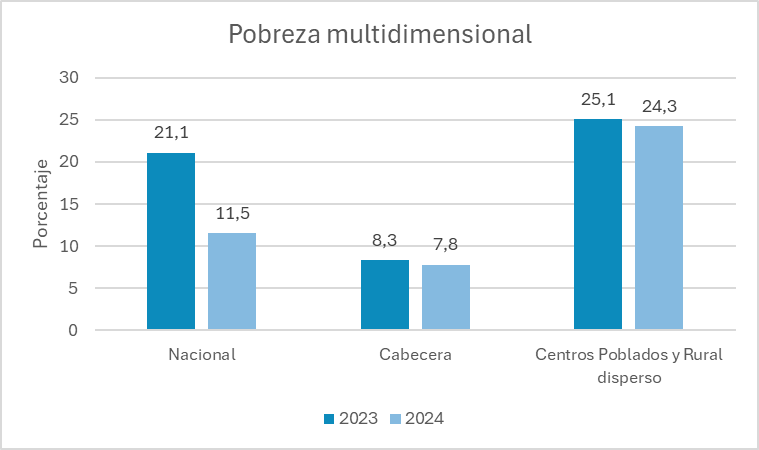 Pobreza multidimensional
Porcentaje
30
25
20
15
10
5
0
21,1
11,5
8,3
7,8
25,1
24,3
Nacional
Cabecera
Centros Poblados y Rural
disperso
2023
2024